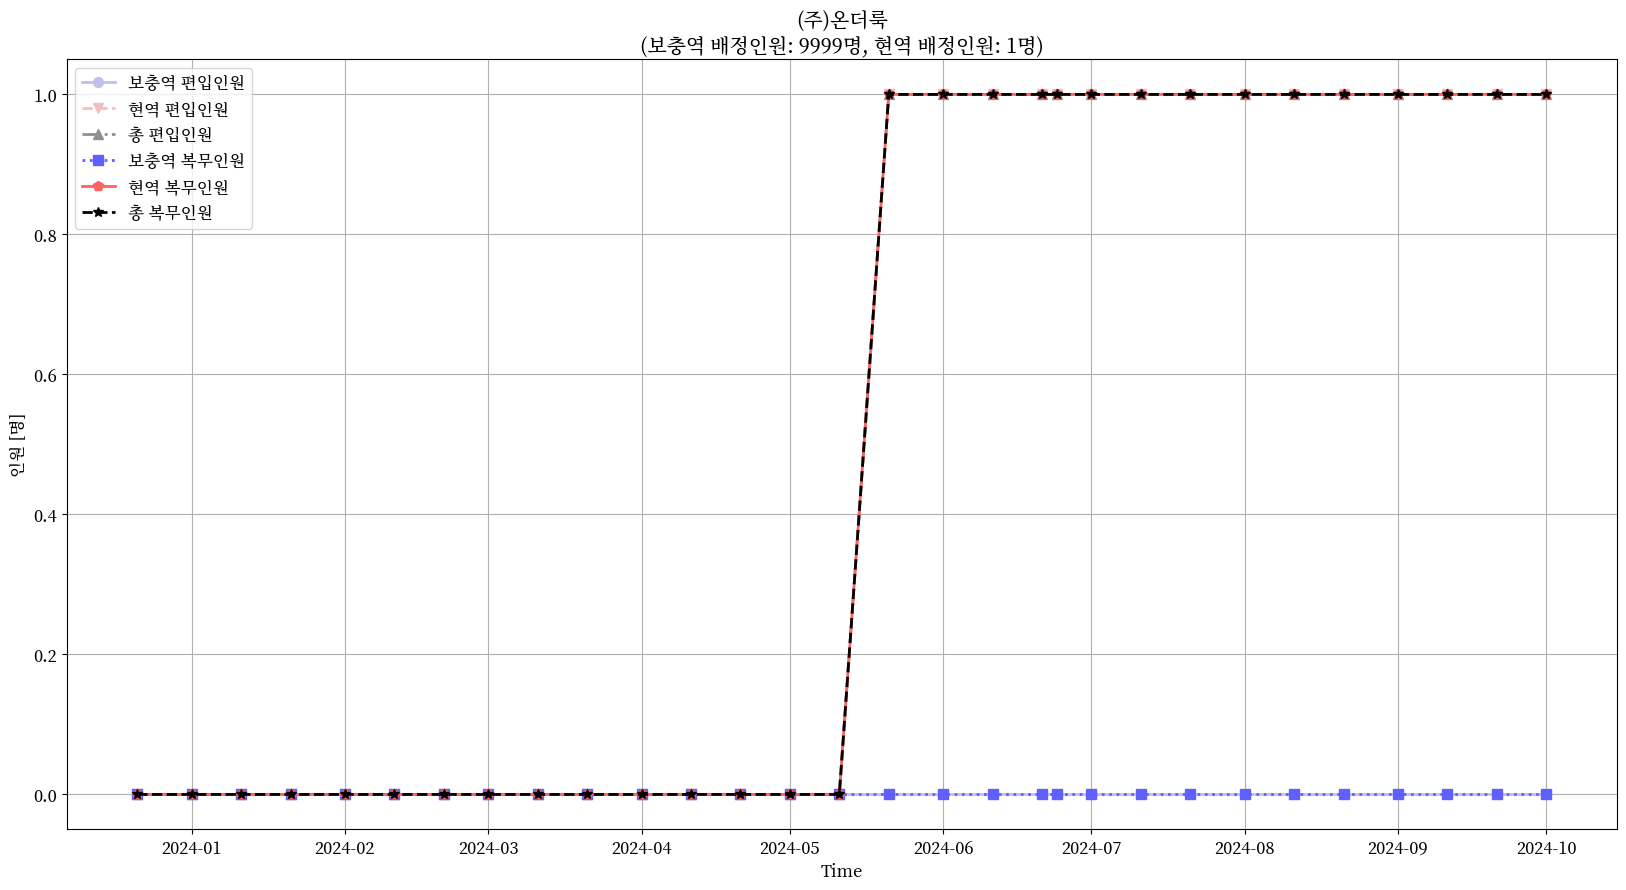 (주)온더룩
(보충역 배정인원: 9999명, 현역 배정인원: 1명)
보충역 편입인원
현역 편입인원
총 편입인원
보충역 복무인원
현역 복무인원
총 복무인원
1.0
0.8
0.6
0.4
0.2
0.0
인원 [명]
2024-01
2024-02
2024-03
2024-04
2024-05
2024-06
2024-07
2024-08
2024-09
2024-10
Time